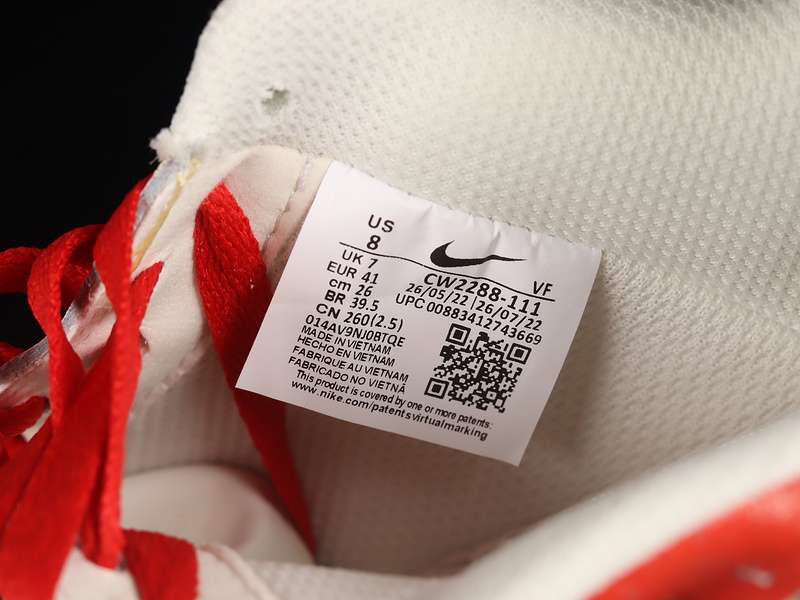 US
8
UK 7
EUR 41
cm 26
BR 39.5
CN 260(2.5)
014AV9NJ0BTQE
MADE IN VIETNAM
HECHO EN VIETNAM
FABRIQUE AU VIETNAM
FABRICADO NO VIETNÃ
VF
CW2288-111
26/05/22 | 26/07/22
UPC 00883412743669
This product is covered by one or more patents:
www.nike.com/patentsvirtualmarking